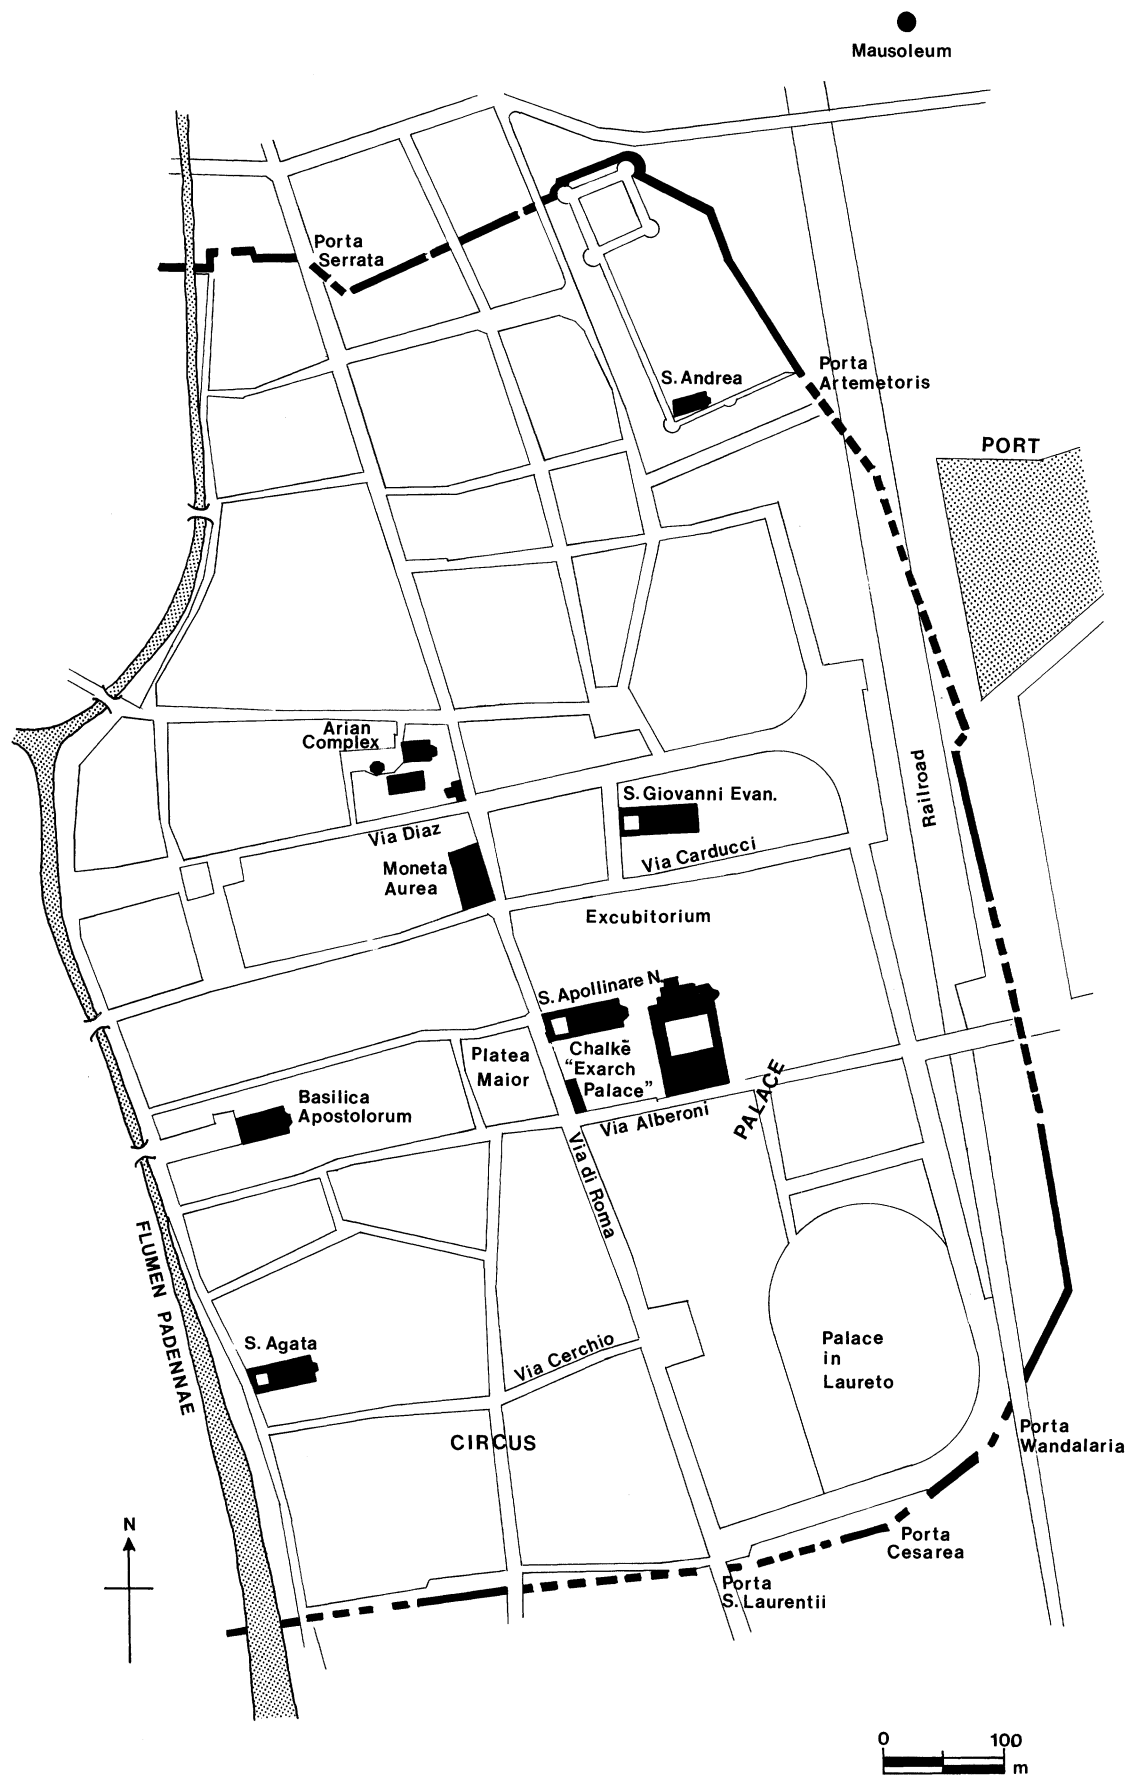 Mausoleum
Porta
Serrata
S. Andrea
Porta
Artemetoris
PORT
Arian
Complex
Railroad
S. Giovanni Evan.
Via Diaz
Via Carducci
Moneta
Aurea
Excubitorium
S. Apollinare N.
Platea
Maior
Chalkē
“Exarch
Palace”
PALACE
Basilica
Apostolorum
Via Alberoni
Via di Roma
FLUMEN PADENNAE
S. Agata
Via Cerchio
Palace
in
Laureto
CIRCUS
Porta
Wandalaria
N
Porta
Cesarea
Porta
S. Laurentii
0 100
m